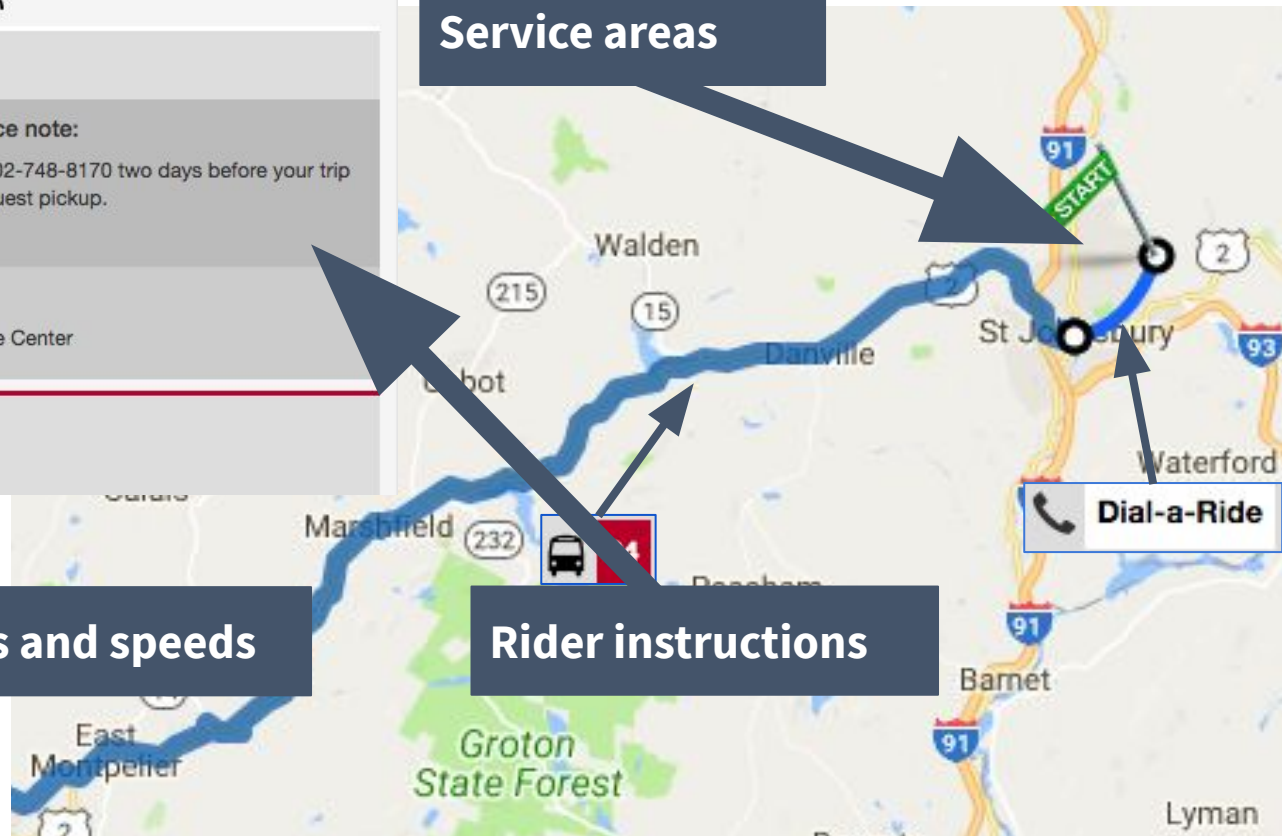 Service areas
ce note:
02-748-8170 two days before your trip
uest pickup.
e Center
91
START
2
Walden
215
15
2
St J bury
Danville
93
bot
Waterford
Dial-a-Ride
Marshfield
232
4
s and speeds
Rider instructions
91
Barnet
East
Montpelier
Groton
State Forest
91
2
Lyman